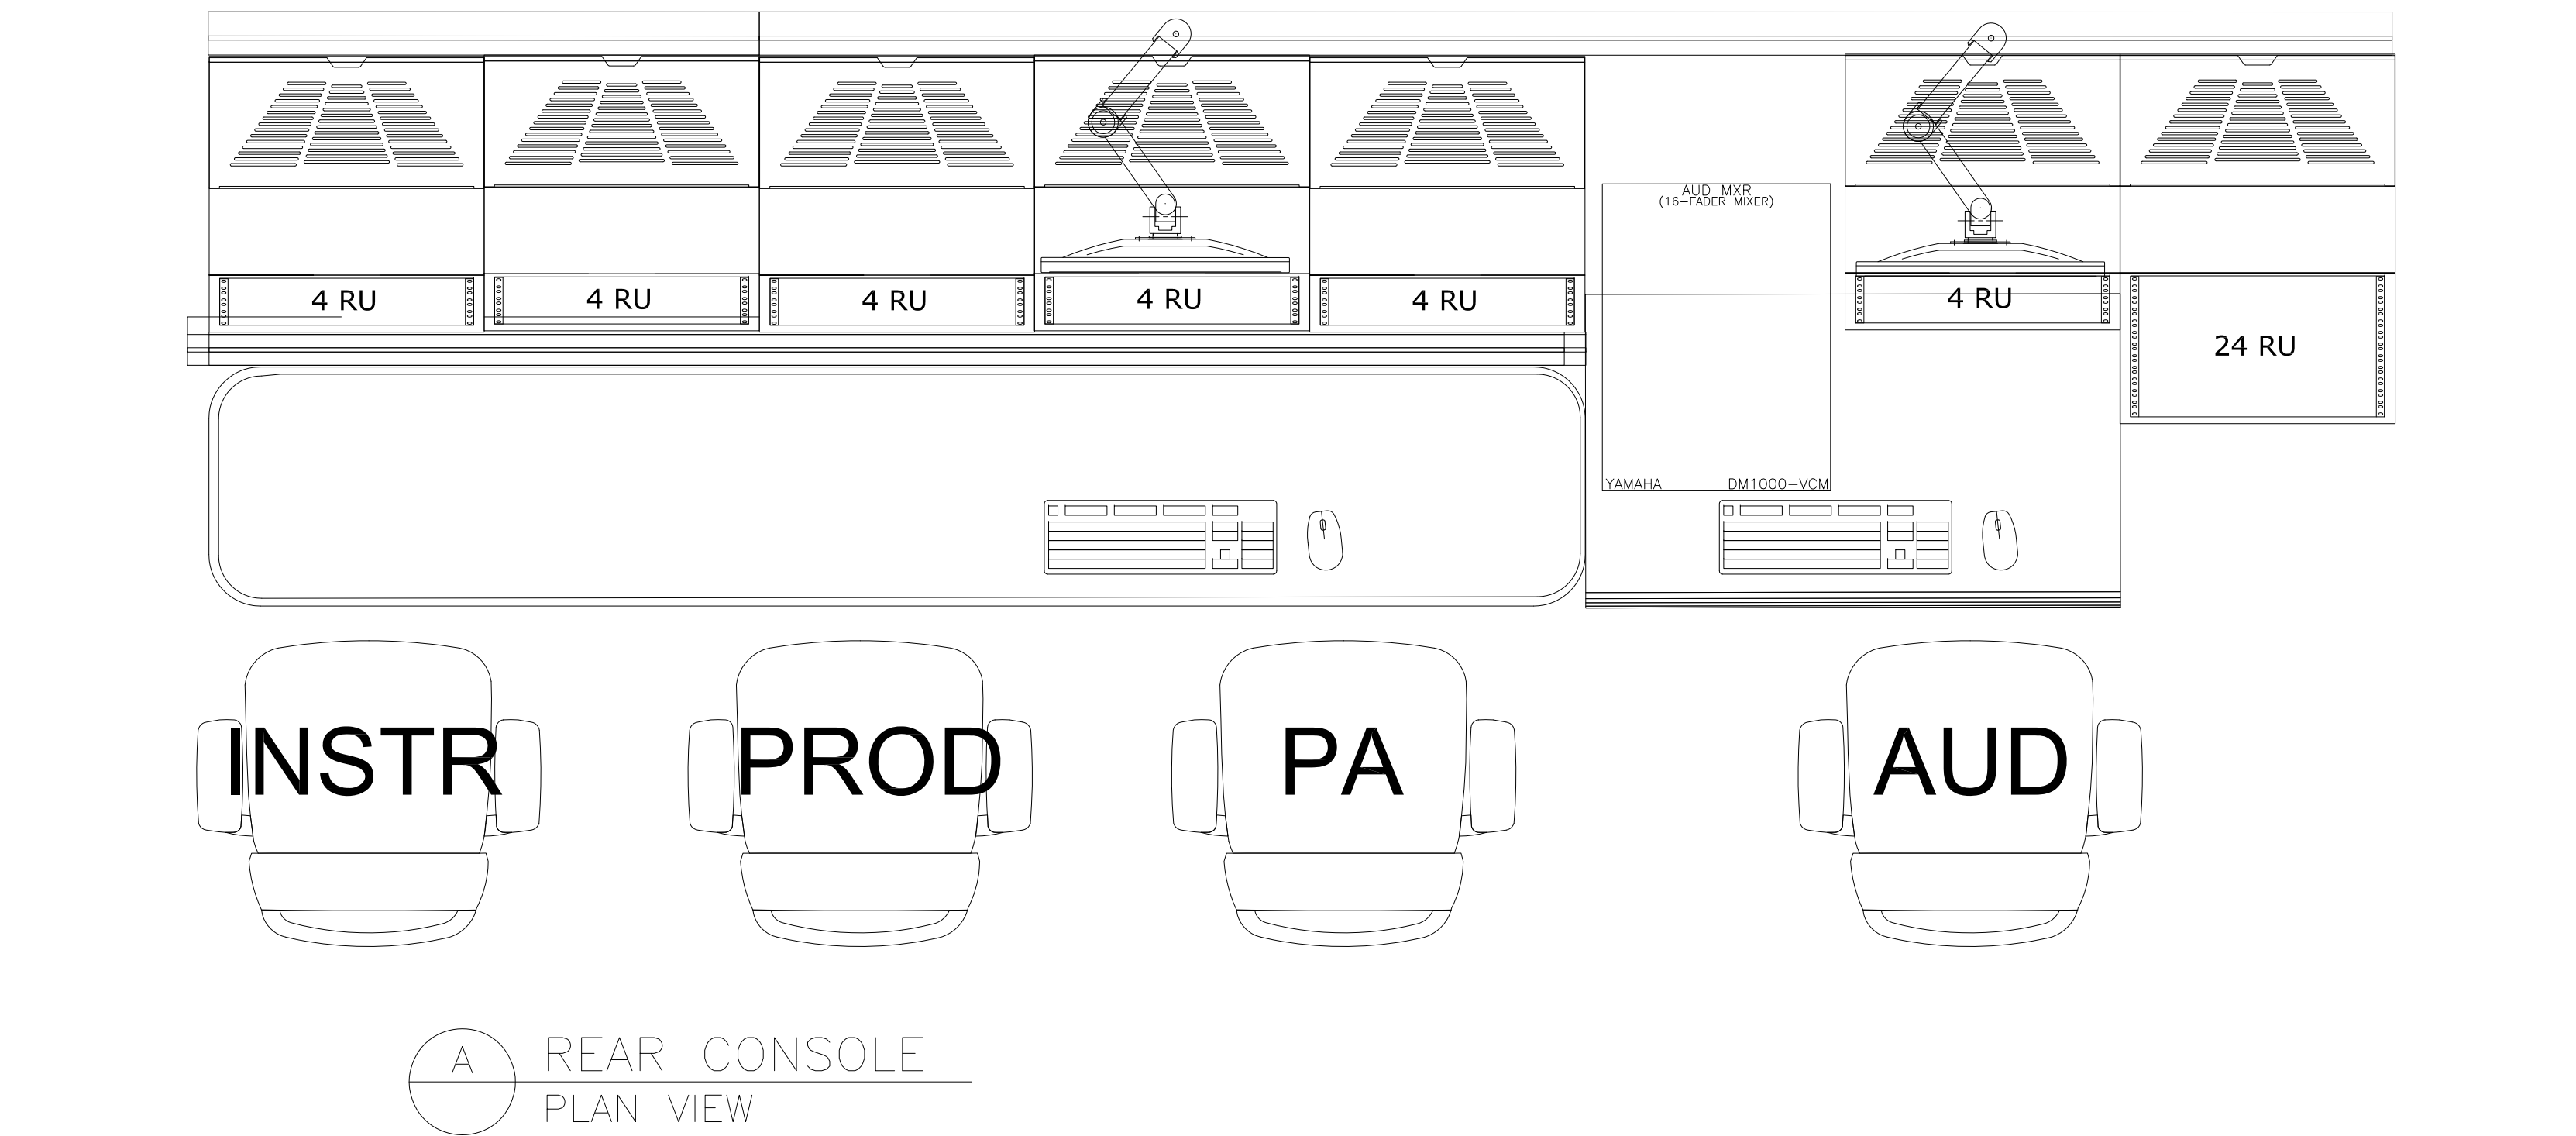 AUD MXR
(16-FADER MIXER)
4 RU
4 RU
4 RU
4 RU
4 RU
4 RU
24 RU
YAMAHA DM1000-VCM
INSTR
PROD
PA
AUD
A
REAR CONSOLE
PLAN VIEW